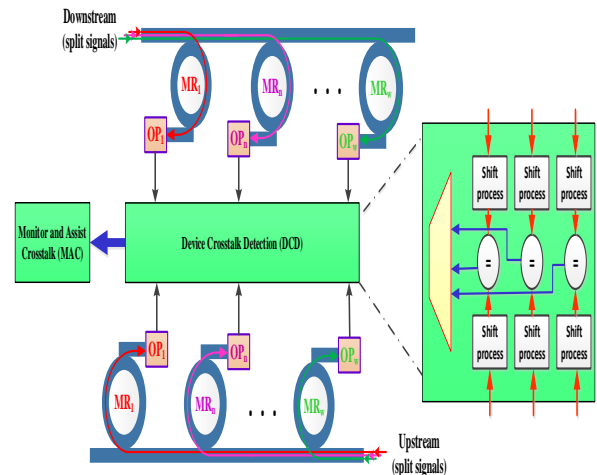 Downstream
(split signals)
MR1
MRn
. . .
MRw
OP1
OPn
OPw
Shift process
Shift process
Shift process
Monitor and Assist
Crosstalk (MAC)
Device Crosstalk Detection (DCD)
=
=
=
Shift process
Shift process
Shift process
OP1
OPn
OPw
MR1
MRn
. . .
MRw
Upstream
(split signals)